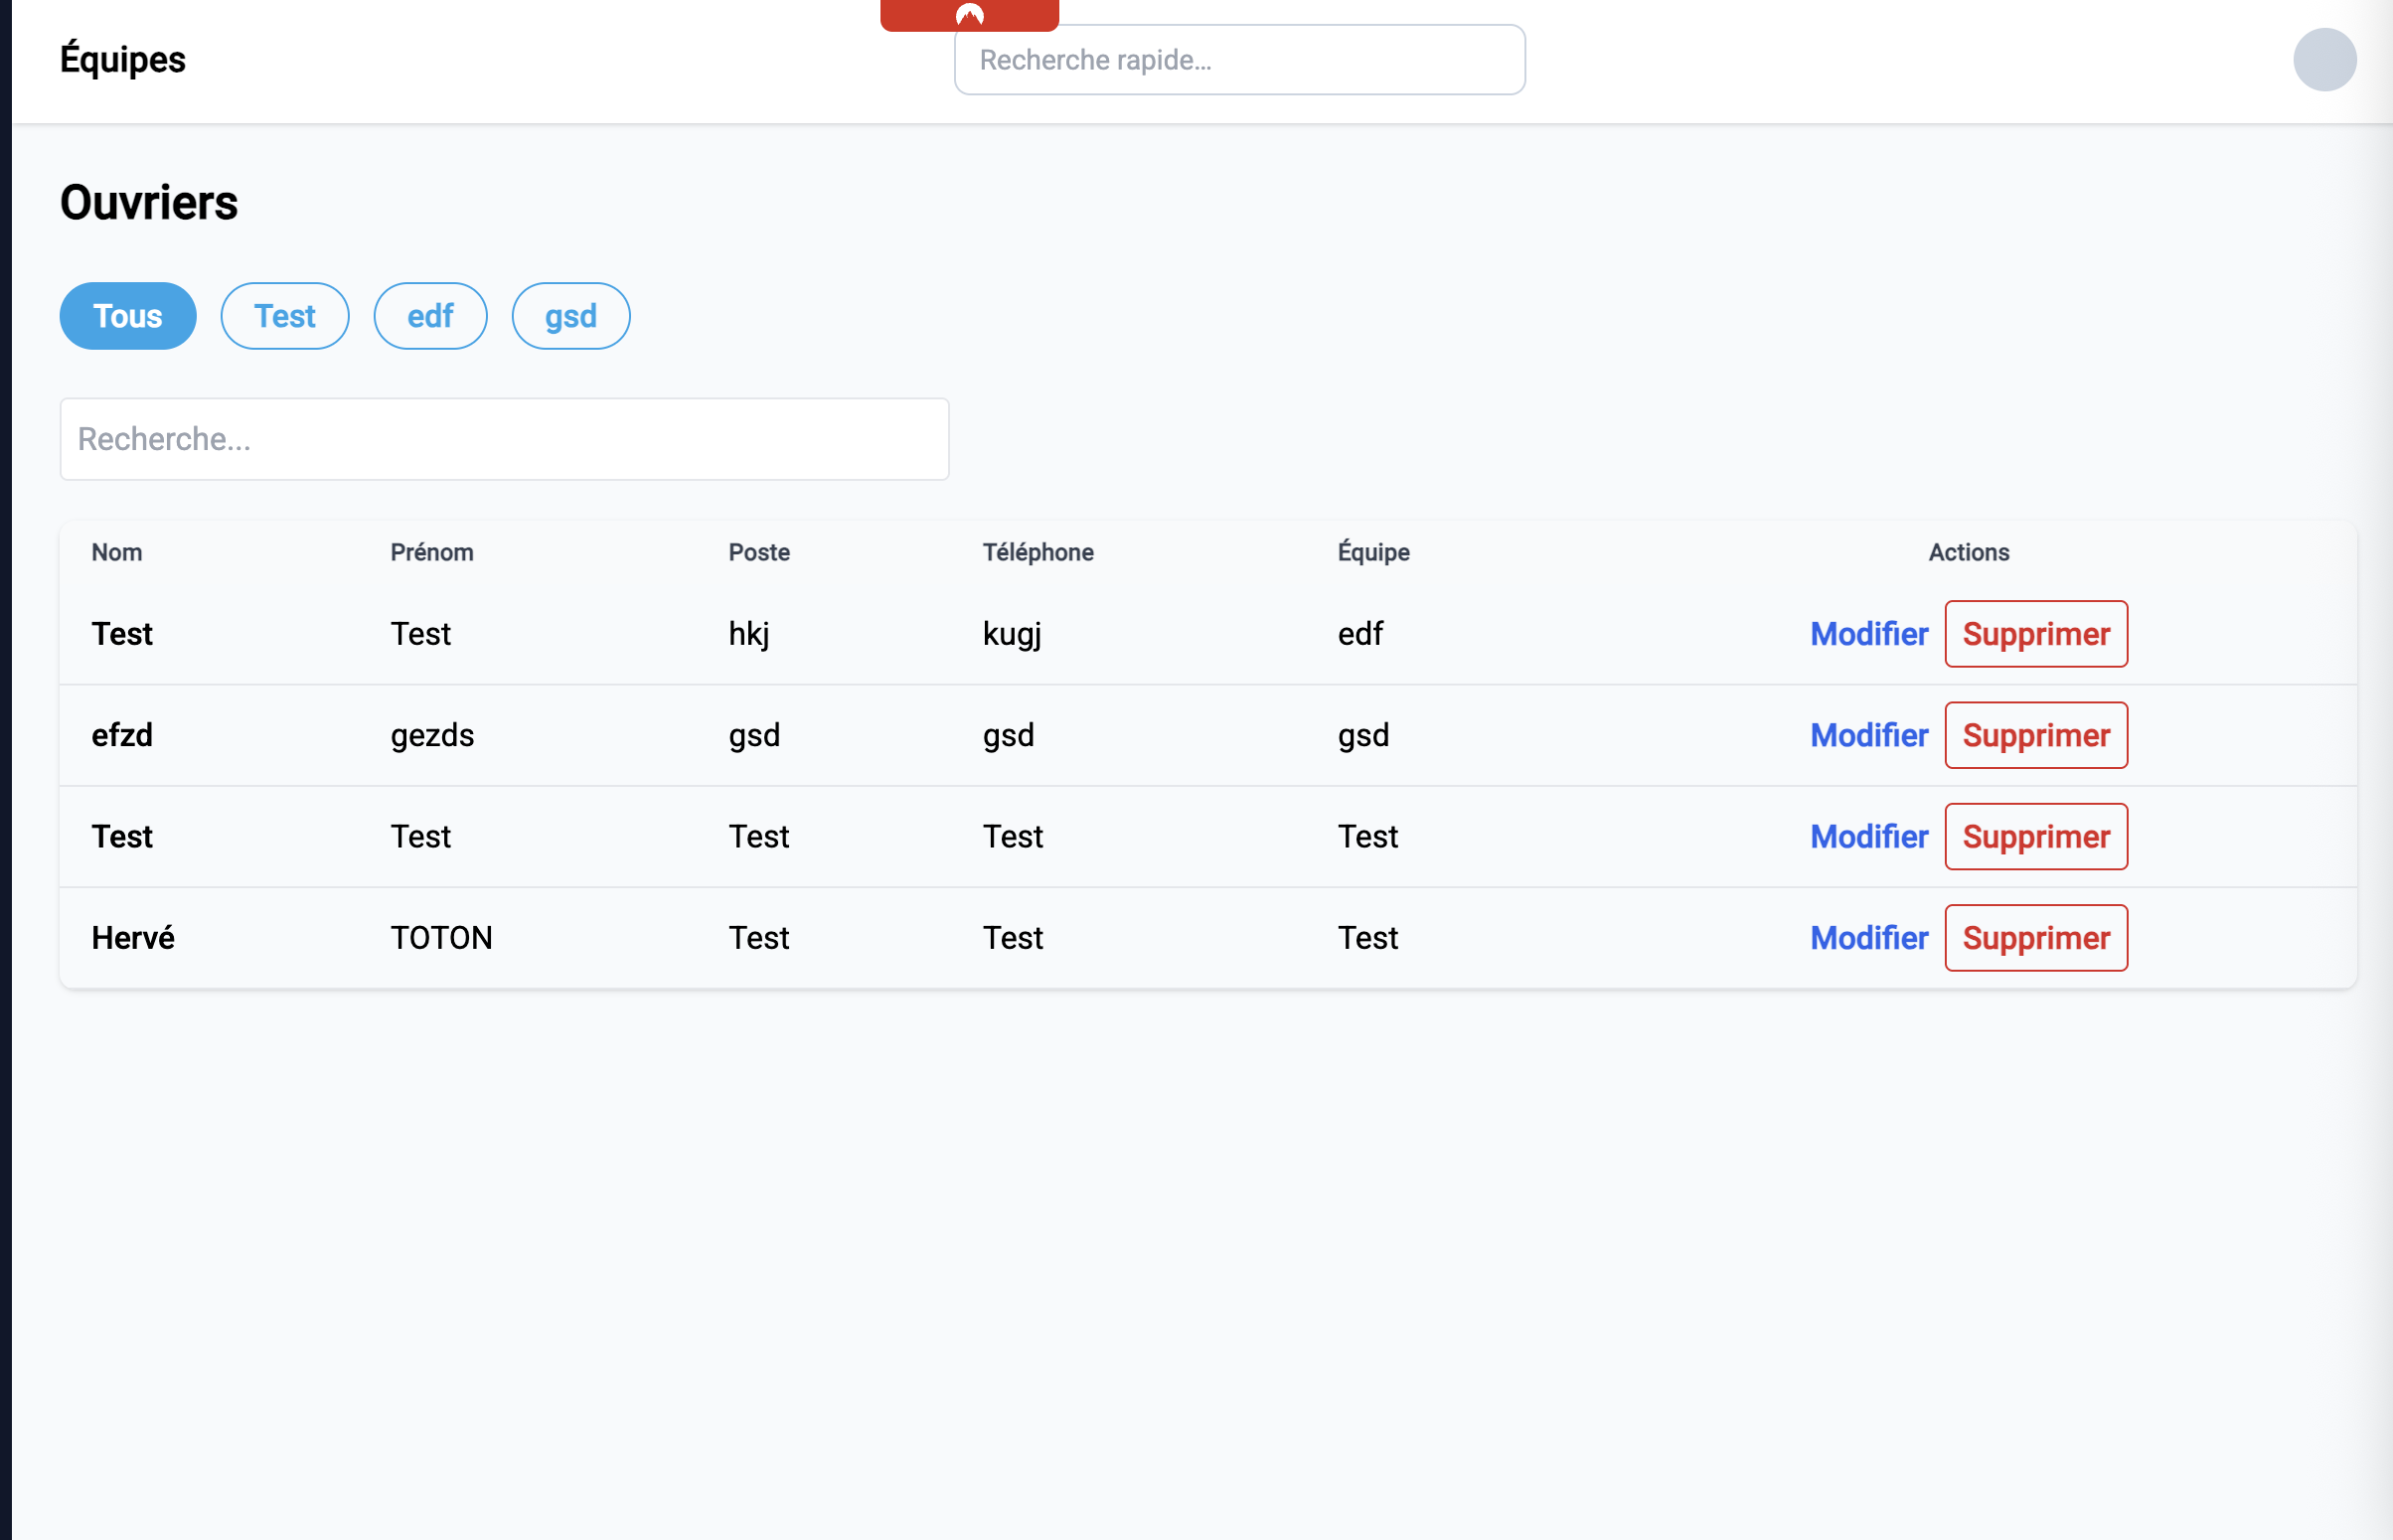 Équipes
Recherche rapide...
Ouvriers
Tous Test edf gsd
Recherche...
Nom Prénom Poste Téléphone Équipe Actions
Test Test hkj kugj edf Modifier Supprimer
efzd gezds gsd gsd gsd Modifier Supprimer
Test Test Test Test Test Modifier Supprimer
Hervé TOTON Test Test Test Modifier Supprimer